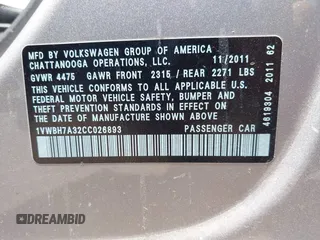 MFD BY VOLKSWAGEN GROUP OF AMERICA
CHATTANOOGA OPERATIONS, LLC. 11/2011
GVWR 4475 GAWR FRONT 2315/ REAR 2271 LBS
THIS VEHICLE CONFORMS TO ALL APPLICABLE U.S.
FEDERAL MOTOR VEHICLE SAFETY, BUMPER AND
THEFT PREVENTION STANDARDS IN EFFECT ON THE
DATE OF MANUFACTURE SHOWN ABOVE.
1VWBH7A32CC026893 PASSENGER CAR
4619304 2011 62
DREAMBID